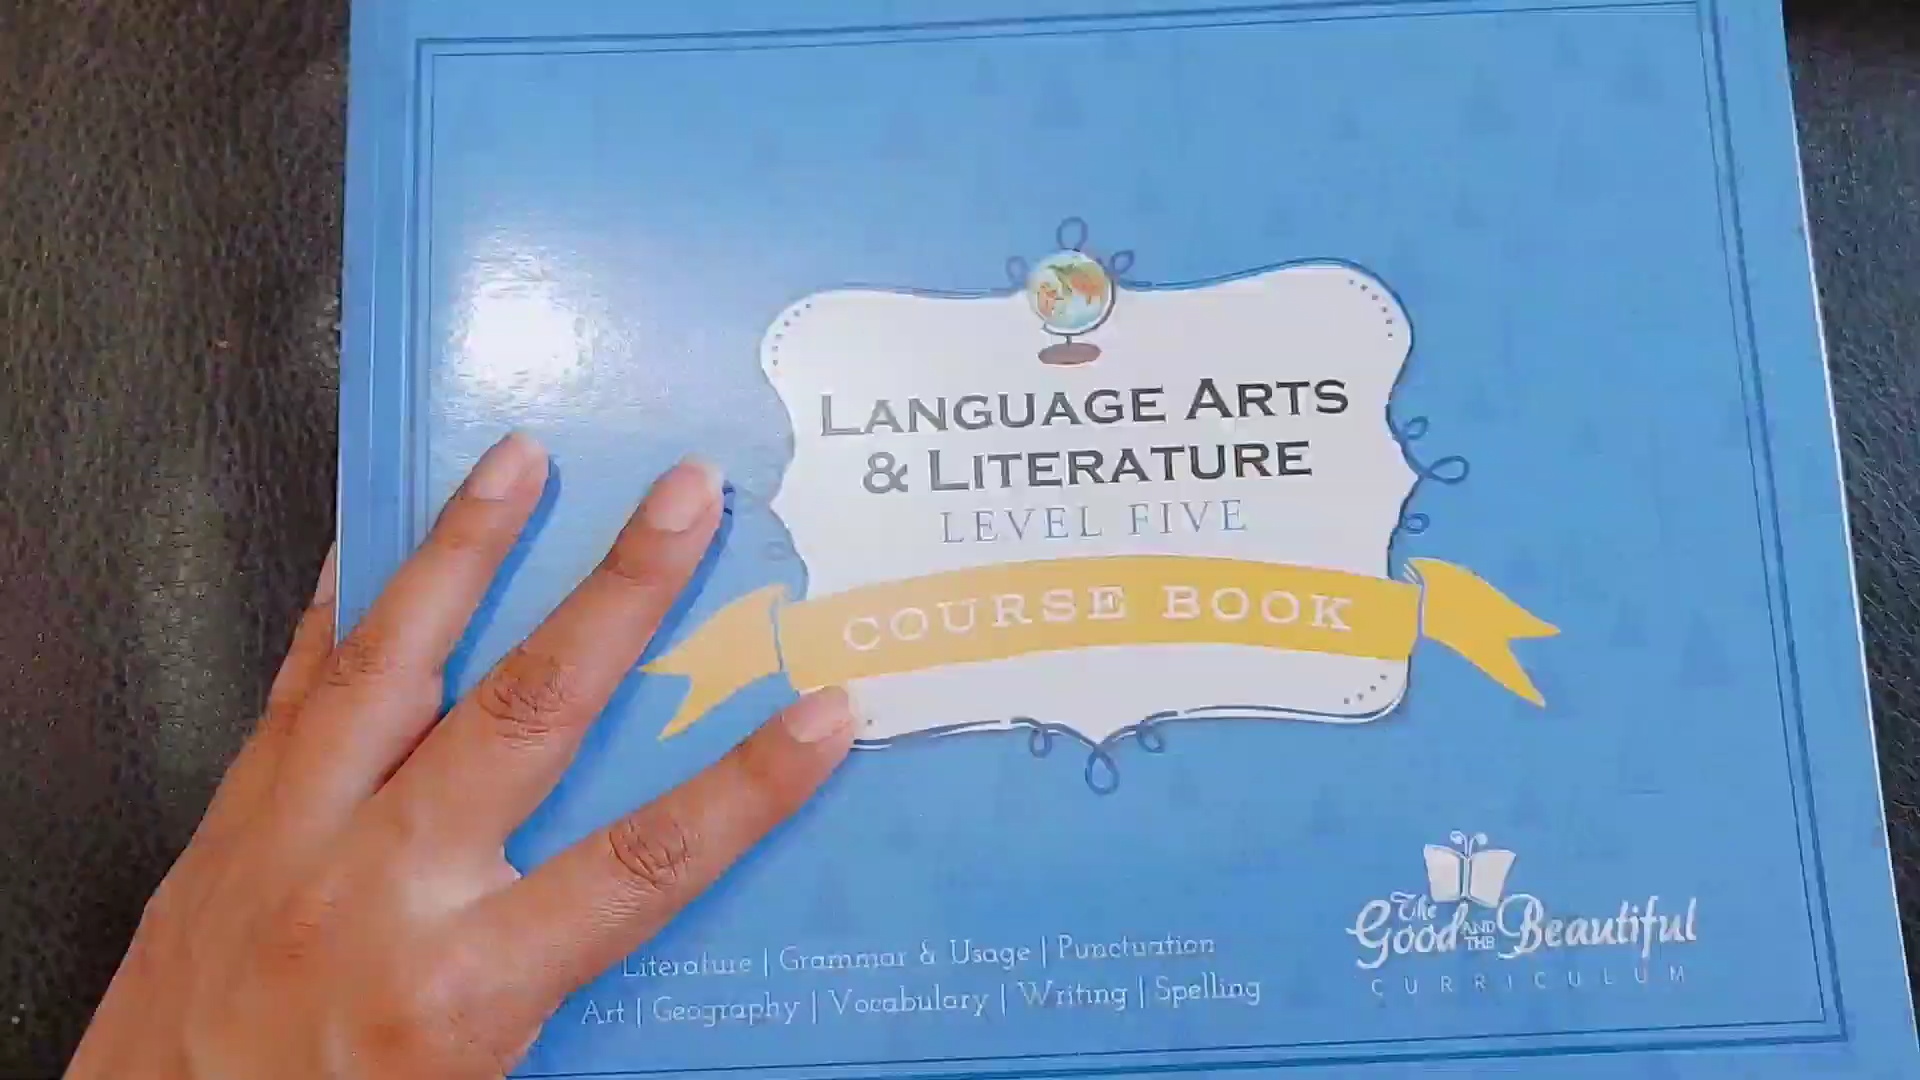 LANGUAGE ARTS
& LITERATURE
LEVEL FIVE
COURSE BOOK
Literature | Grammar & Usage | Punctuation
Art | Geography | Vocabulary | Writing | Spelling
The
Good AND THE Beautiful
CURRICULUM